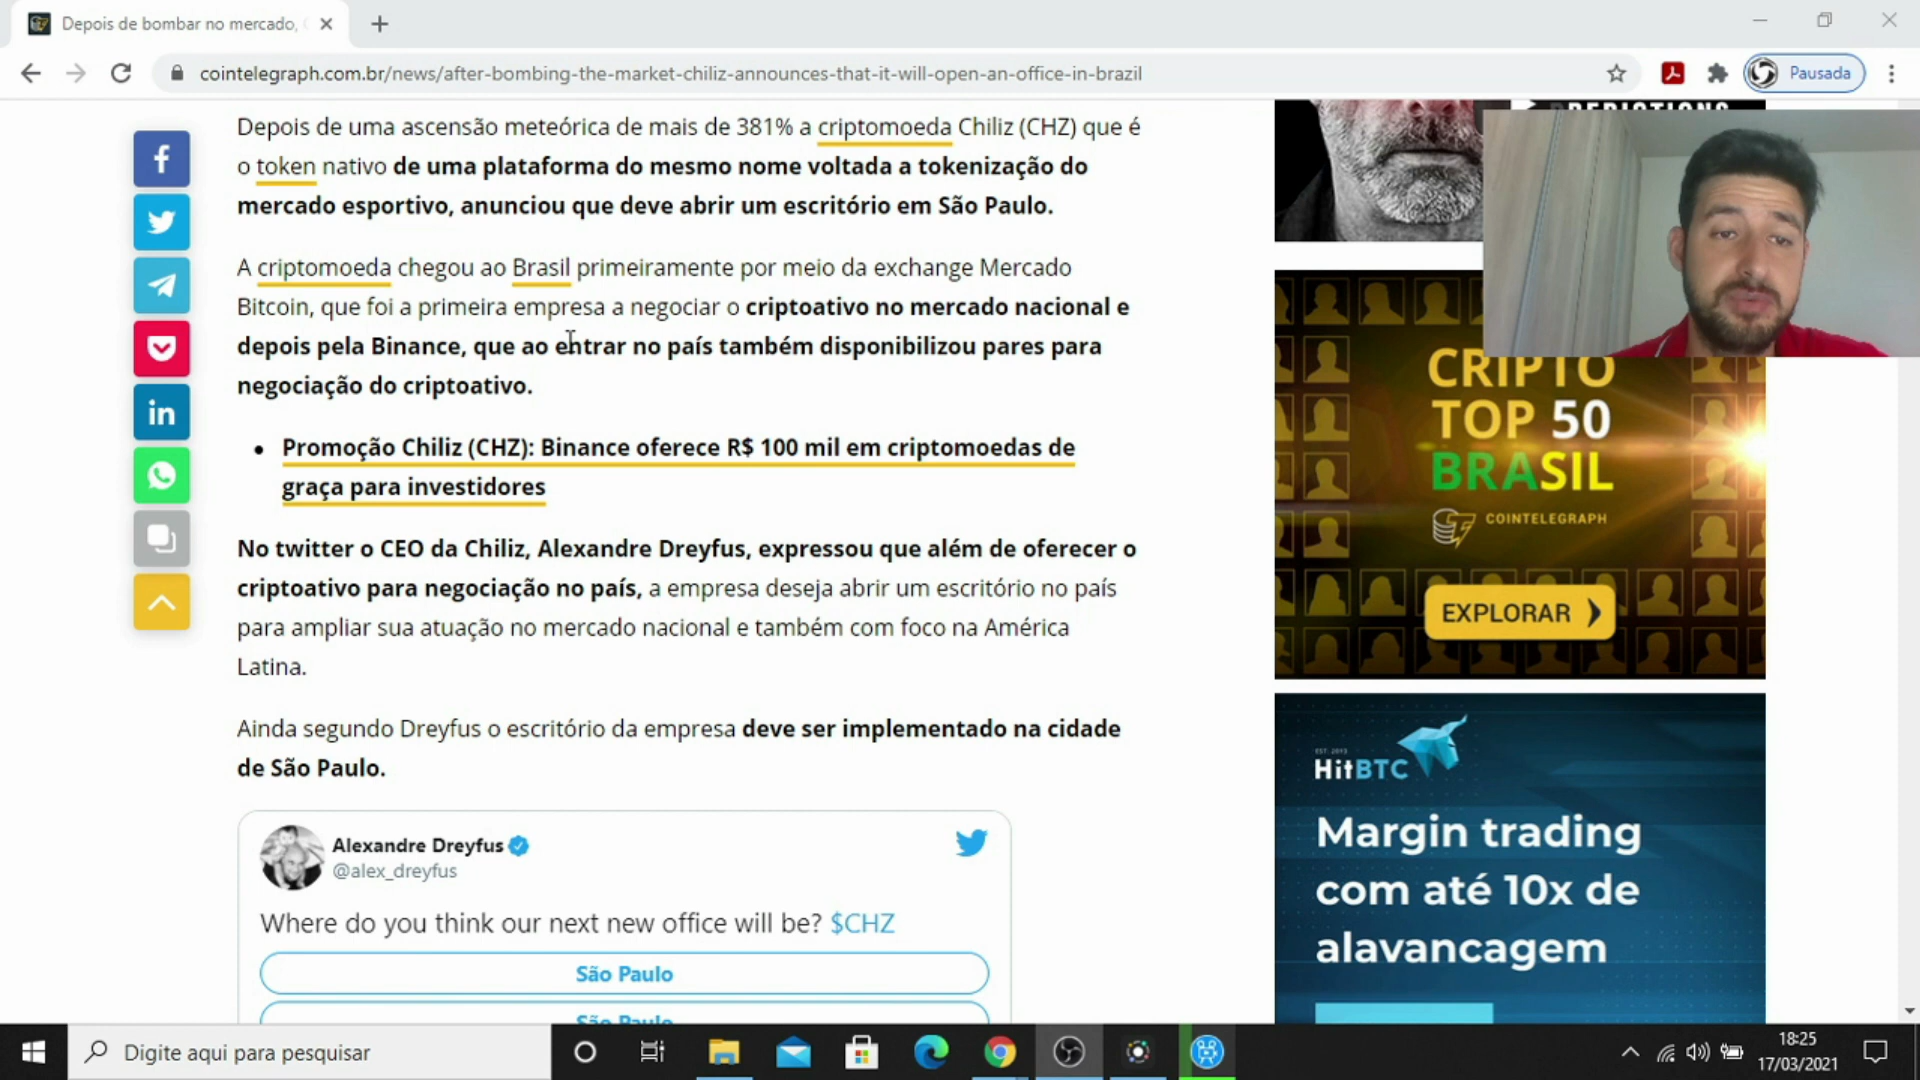 Depois de bombar no mercado,
cointelegraph.com.br/news/after-bombing-the-market-chiliz-announces-that-it-will-open-an-office-in-brazil
Pausada
Depois de uma ascensão meteórica de mais de 381% a criptomoeda Chiliz (CHZ) que é
o token nativo de uma plataforma do mesmo nome voltada a tokenização do
mercado esportivo, anunciou que deve abrir um escritório em São Paulo.
A criptomoeda chegou ao Brasil primeiramente por meio da exchange Mercado
Bitcoin, que foi a primeira empresa a negociar o criptoativo no mercado nacional e
depois pela Binance, que ao entrar no país também disponibilizou pares para
negociação do criptoativo.
• Promoção Chiliz (CHZ): Binance oferece R$ 100 mil em criptomoedas de
graça para investidores
No twitter o CEO da Chiliz, Alexandre Dreyfus, expressou que além de oferecer o
criptoativo para negociação no país, a empresa deseja abrir um escritório no país
para ampliar sua atuação no mercado nacional e também com foco na América
Latina.
Ainda segundo Dreyfus o escritório da empresa deve ser implementado na cidade
de São Paulo.
Alexandre Dreyfus
@alex_dreyfus
Where do you think our next new office will be? $CHZ
São Paulo
São Paulo
CRIPTO
TOP 50
BRASIL
COINTELEGRAPH
EXPLORAR
EST. 2013
HitBTC
Margin trading
com até 10x de
alavancagem
Digite aqui para pesquisar
18:25
17/03/2021